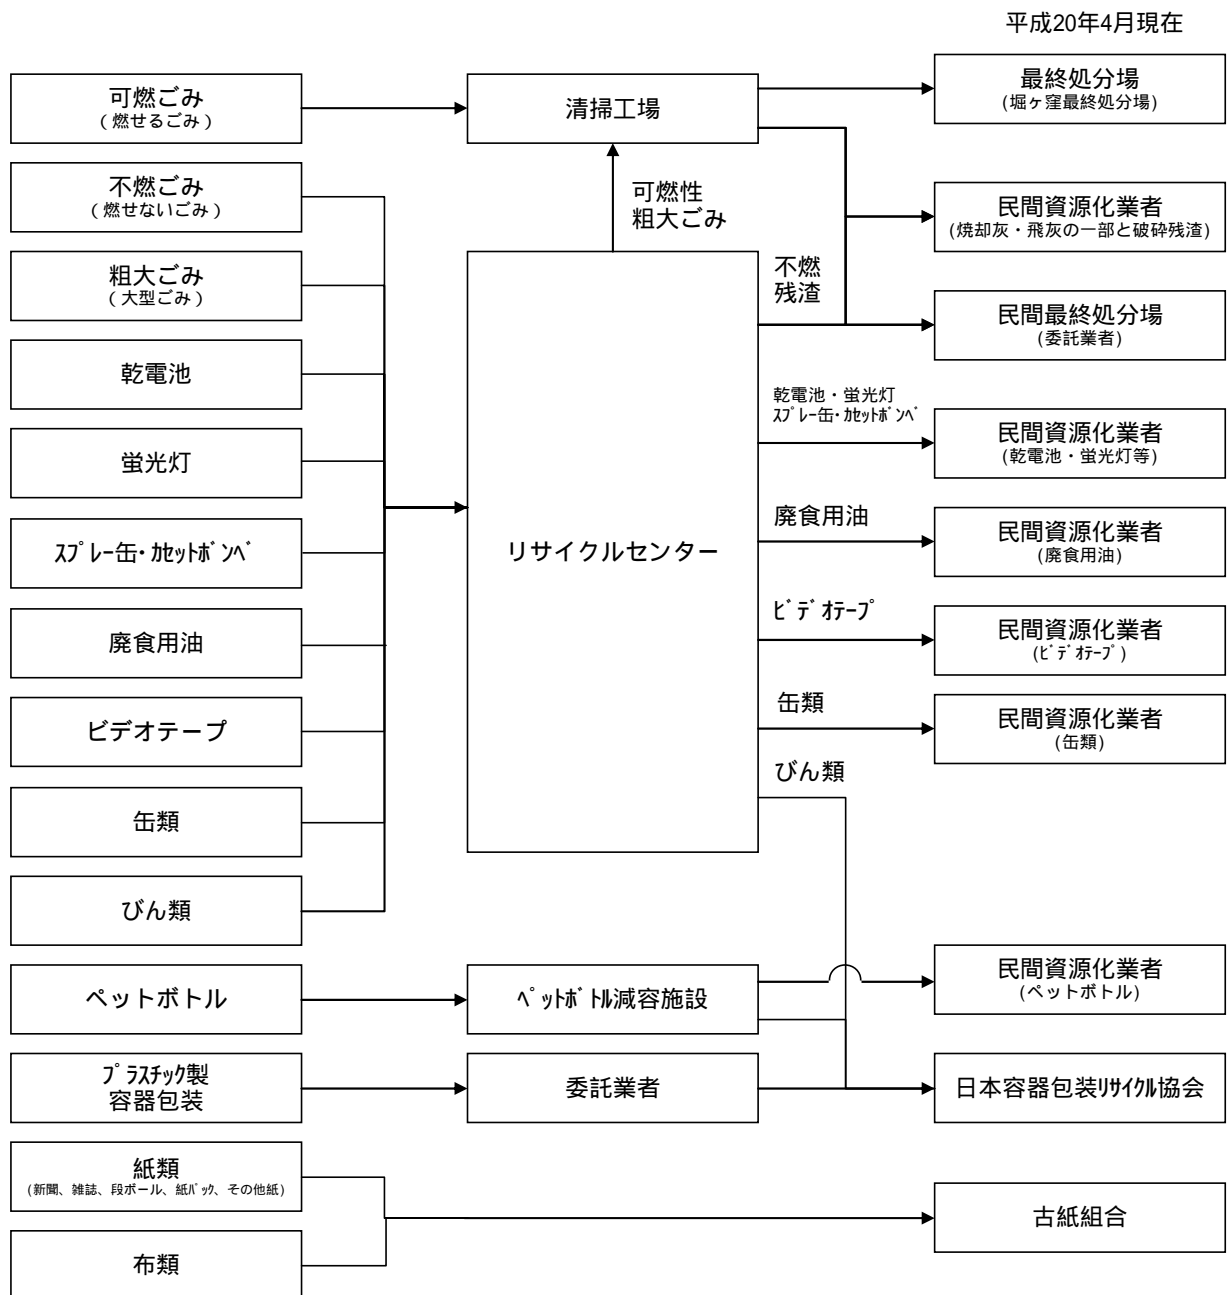 平成20年4月現在
可燃ごみ
(燃せるごみ)
清掃工場
最終処分場
(堀ヶ窪最終処分場)
不燃ごみ
(燃せないごみ)
可燃性
粗大ごみ
民間資源化業者
(焼却灰・飛灰の一部と破砕残渣)
粗大ごみ
(大型ごみ)
不燃
残渣
民間最終処分場
(委託業者)
乾電池
乾電池・蛍光灯
スプレー缶・カセットボンベ
民間資源化業者
(乾電池・蛍光灯等)
蛍光灯
スプレー缶・カセットボンベ
リサイクルセンター
廃食用油
民間資源化業者
(廃食用油)
廃食用油
ビデオテープ
民間資源化業者
(ビデオテープ)
ビデオテープ
缶類
民間資源化業者
(缶類)
缶類
びん類
びん類
ペットボトル
ペットボトル減容施設
民間資源化業者
(ペットボトル)
プラスチック製
容器包装
委託業者
日本容器包装リサイクル協会
紙類
(新聞、雑誌、段ボール、紙パック、その他紙)
古紙組合
布類